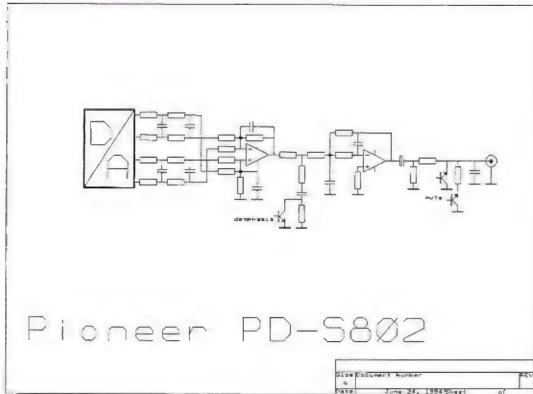 D
A
deemphasis
mute
Pioneer PD-S802
Size Document Number REV
A
Date: June 24, 1994 Sheet of